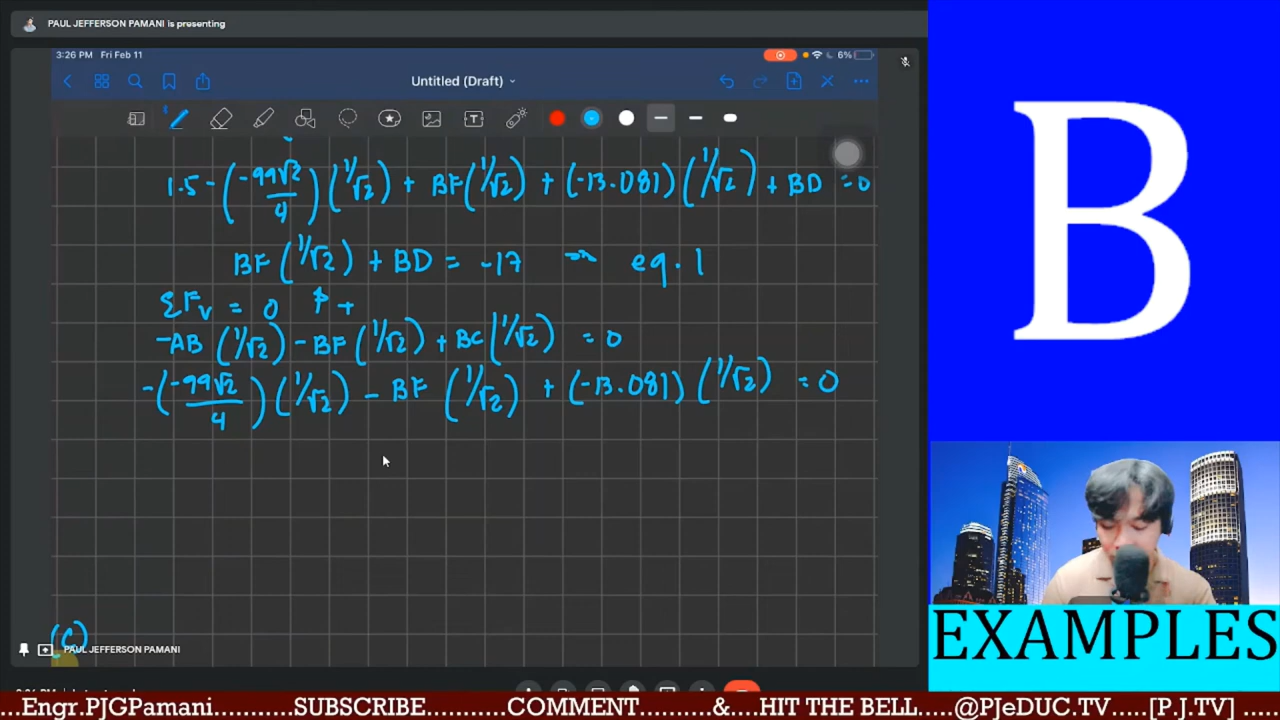 PAUL JEFFERSON PAMANI is presenting
3:26 PM Fri Feb 11
6%
Untitled (Draft)
1.5 - (-99√2/4)(1/√2) + BF(1/√2) + (-13.081)(1/√2) + BD = 0
BF(1/√2) + BD = -17 eq. 1
ΣFv = 0 ↑ +
-AB(1/√2) - BF(1/√2) + BC(1/√2) = 0
-(-99√2/4)(1/√2) - BF(1/√2) + (-13.081)(1/√2) = 0
(C)
PAUL JEFFERSON PAMANI
B
EXAMPLES
...Engr.PJGPamani..........SUBSCRIBE..........COMMENT..........&....HIT THE BELL.....@PJeDUC.TV.....[P.J.TV] ...